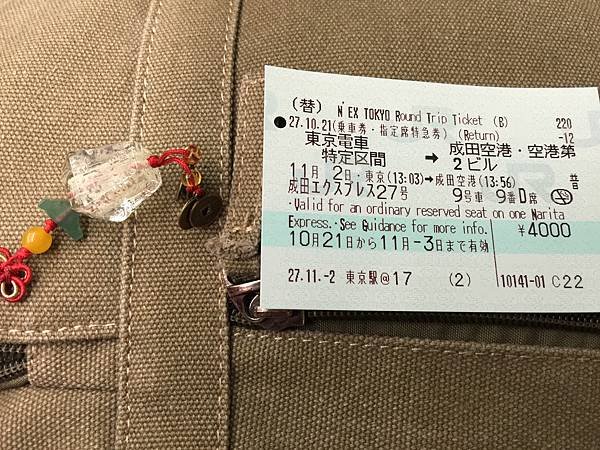 (替) N'EX TOKYO Round Trip Ticket (B) 220
27.10.21(乗車券・指定席特急券) (Return) -12
東京電車特定区間 → 成田空港・空港第2ビル
11月 2日・東京(13:03)→成田空港(13:56) 昔
成田エクスプレス27号 9号車 9番D席
・Valid for an ordinary reserved seat on one Narita
Express.・See Guidance for more info. ¥4000
10月21日から11月-3日まで有効
27.11.-2 東京駅@17 (2) 10141-01 C22